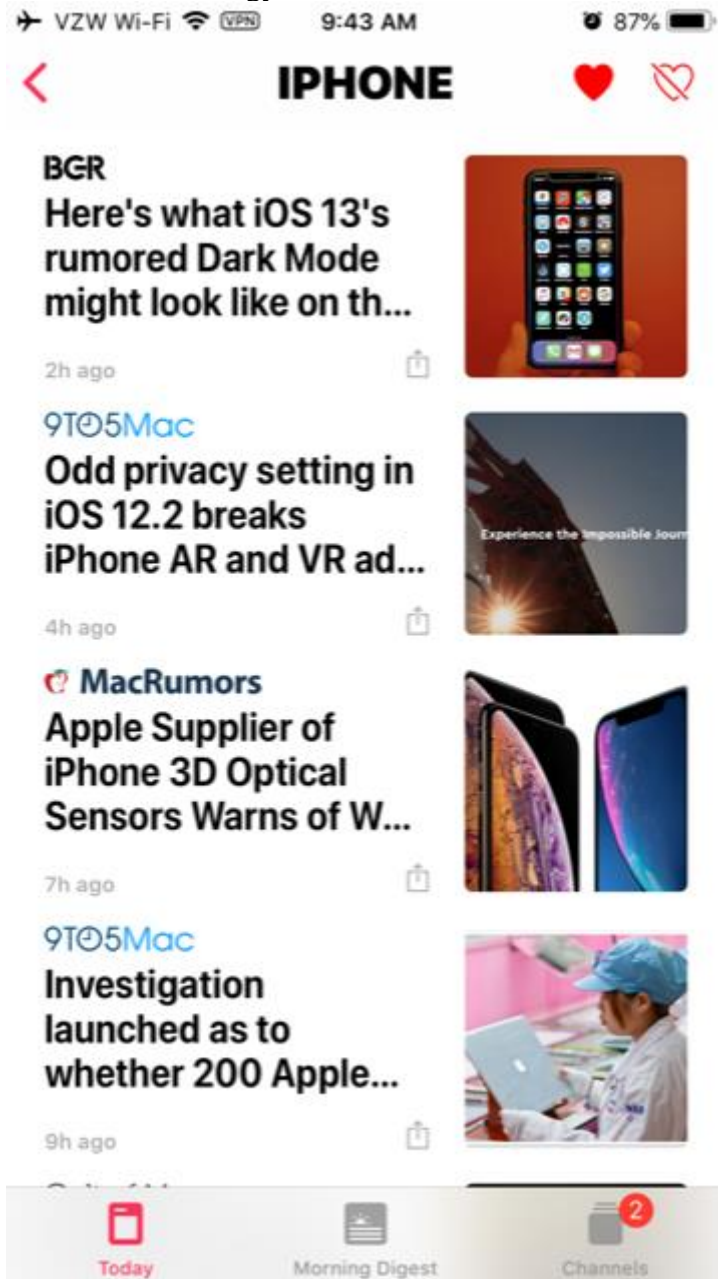 VZW Wi-Fi VPN 9:43 AM 87%
IPHONE
BGR
Here's what iOS 13's
rumored Dark Mode
might look like on th...
2h ago
9TO5Mac
Odd privacy setting in
iOS 12.2 breaks
iPhone AR and VR ad...
Experience the Impossible Journ
4h ago
MacRumors
Apple Supplier of
iPhone 3D Optical
Sensors Warns of W...
7h ago
9TO5Mac
Investigation
launched as to
whether 200 Apple...
9h ago
2
Today Morning Digest Channels